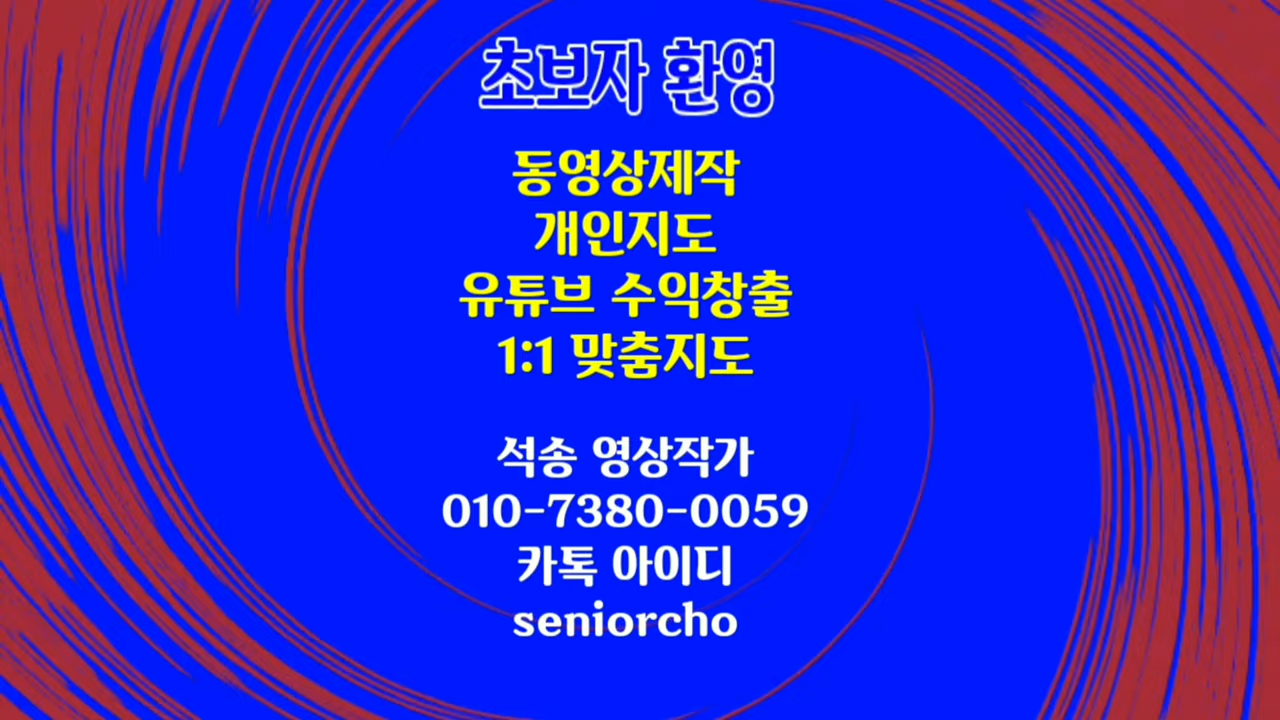 초보자 환영
동영상제작
개인지도
유튜브 수익창출
1:1 맞춤지도
석송 영상작가
010-7380-0059
카톡 아이디
seniorcho